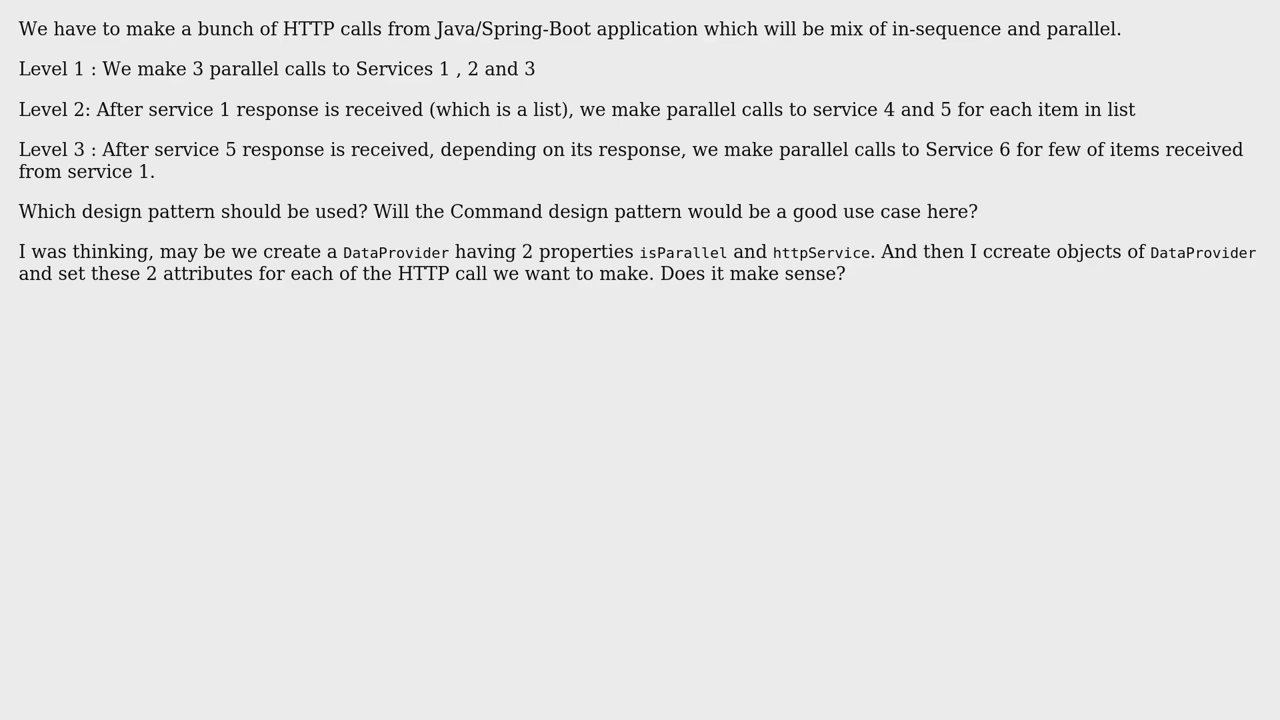 We have to make a bunch of HTTP calls from Java/Spring-Boot application which will be mix of in-sequence and parallel.
Level 1 : We make 3 parallel calls to Services 1 , 2 and 3
Level 2: After service 1 response is received (which is a list), we make parallel calls to service 4 and 5 for each item in list
Level 3 : After service 5 response is received, depending on its response, we make parallel calls to Service 6 for few of items received
from service 1.
Which design pattern should be used? Will the Command design pattern would be a good use case here?
I was thinking, may be we create a DataProvider having 2 properties isParallel and httpService. And then I ccreate objects of DataProvider
and set these 2 attributes for each of the HTTP call we want to make. Does it make sense?